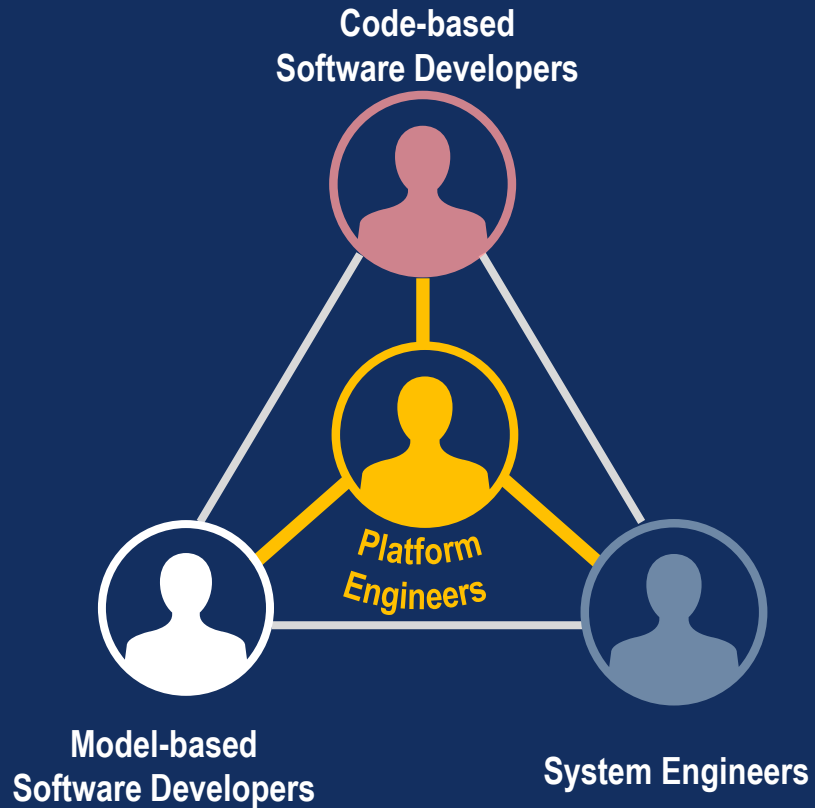 Code-based
Software Developers
Platform
Engineers
Model-based
Software Developers
System Engineers